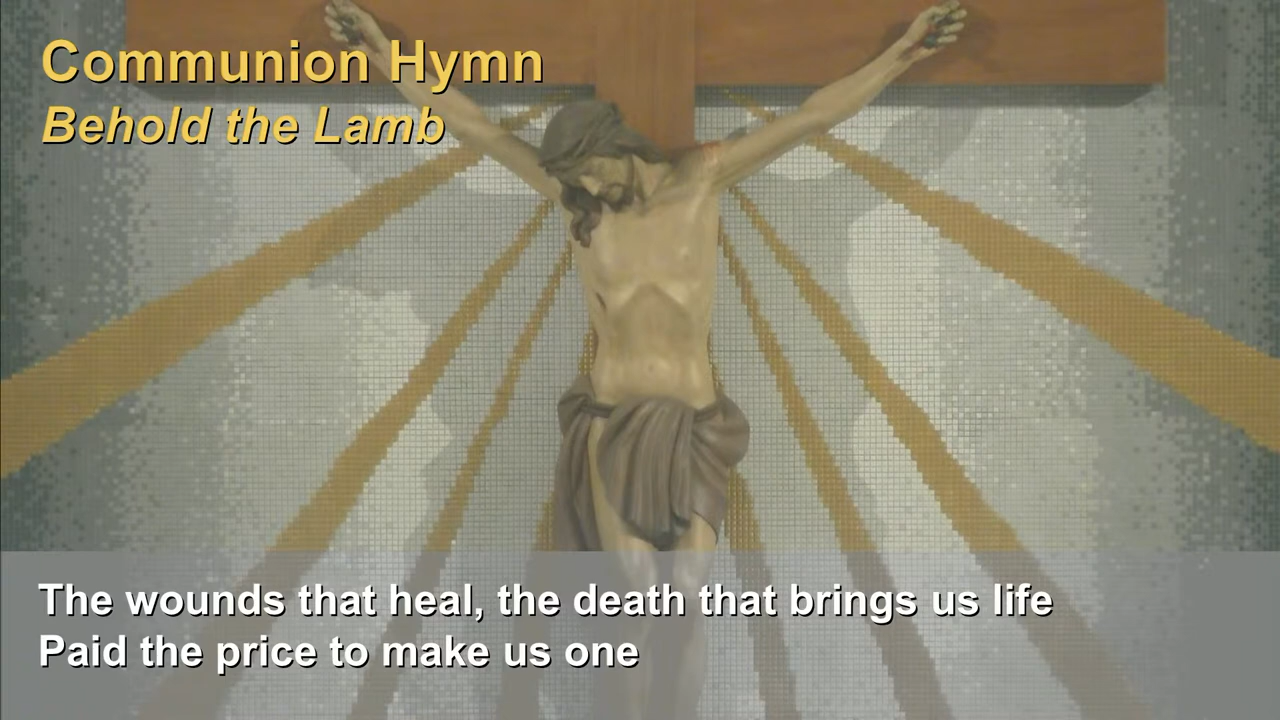 Communion Hymn
Behold the Lamb
The wounds that heal, the death that brings us life
Paid the price to make us one